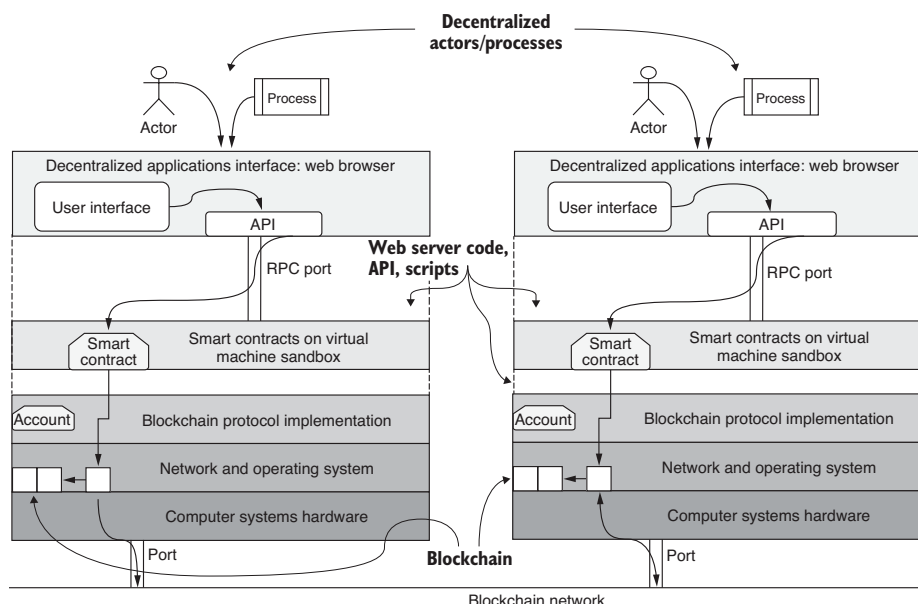 Decentralized
actors/processes
Process
Actor
Decentralized applications interface: web browser
User interface
API
RPC port
Smart
contract
Smart contracts on virtual
machine sandbox
Account
Blockchain protocol implementation
Network and operating system
Computer systems hardware
Port
Process
Actor
Decentralized applications interface: web browser
User interface
API
RPC port
Smart
contract
Smart contracts on virtual
machine sandbox
Account
Blockchain protocol implementation
Network and operating system
Computer systems hardware
Port
Web server code,
API, scripts
Blockchain
Blockchain network